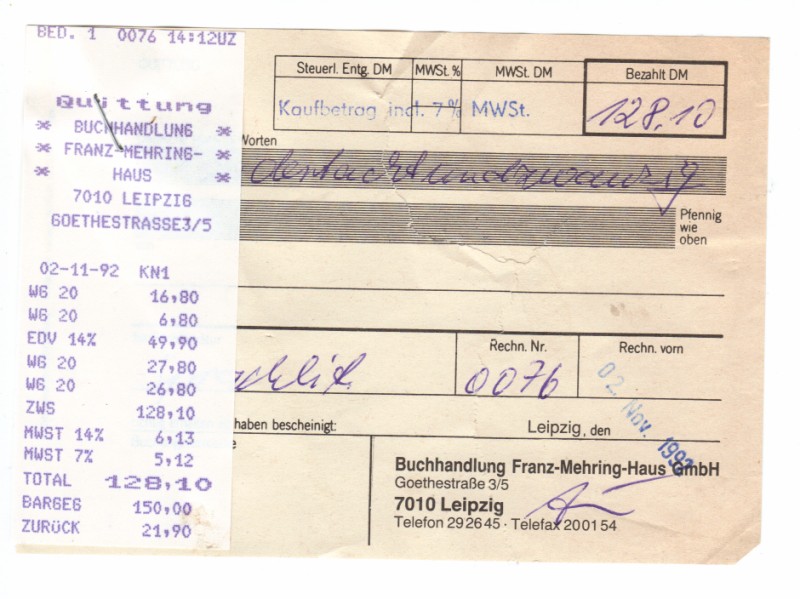 BED. 1 0076 14:12UZ
Quittung
* BUCHHANDLUNG *
* FRANZ-MEHRING- *
* HAUS *
7010 LEIPZIG
GOETHESTRASSE3/5
02-11-92 KN1
WG 20 16,80
WG 20 6,80
EDV 14% 49,90
WG 20 27,80
WG 20 26,80
ZWS 128,10
MWST 14% 6,13
MWST 7% 5,12
TOTAL 128,10
BARGEG 150,00
ZURÜCK 21,90
Steuerl. Entg. DM MWSt. % MWSt. DM Bezahlt DM
Kaufbetrag incl. 7% MWSt. 128,10
Worten
Pfennig
wie
oben
Rechn. Nr. Rechn. vorn
0076 02. Nov. 1992
haben bescheinigt: Leipzig, den
Buchhandlung Franz-Mehring-Haus GmbH
Goethestraße 3/5
7010 Leipzig
Telefon 292645 · Telefax 200154